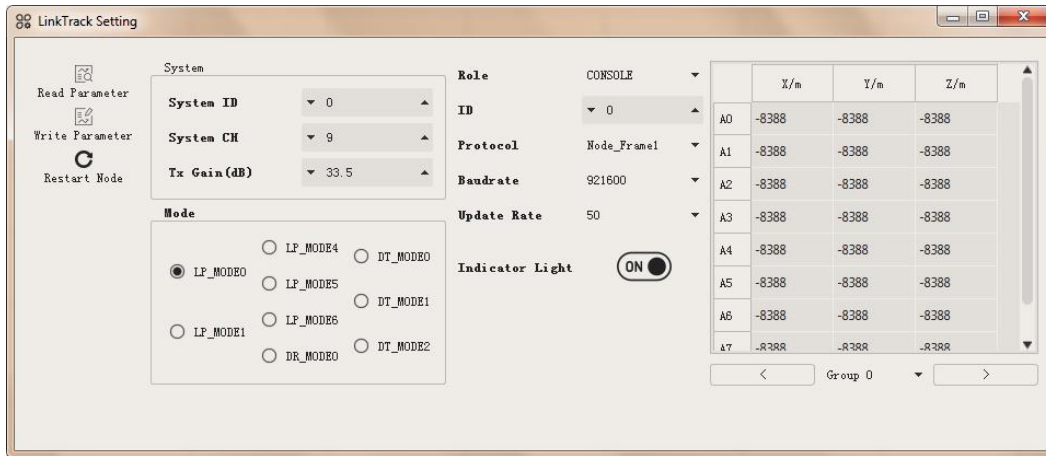 LinkTrack Setting
Read Parameter
Write Parameter
Restart Node
System
System ID 0
System CH 9
Tx Gain(dB) 33.5
Mode
LP_MODE0
LP_MODE1
LP_MODE4
LP_MODE5
LP_MODE6
DR_MODE0
DT_MODE0
DT_MODE1
DT_MODE2
Role CONSOLE
ID 0
Protocol Node_Frame1
Baudrate 921600
Update Rate 50
Indicator Light ON
X/m Y/m Z/m
A0 -8388 -8388 -8388
A1 -8388 -8388 -8388
A2 -8388 -8388 -8388
A3 -8388 -8388 -8388
A4 -8388 -8388 -8388
A5 -8388 -8388 -8388
A6 -8388 -8388 -8388
A7 -8388 -8388 -8388
< Group 0 >